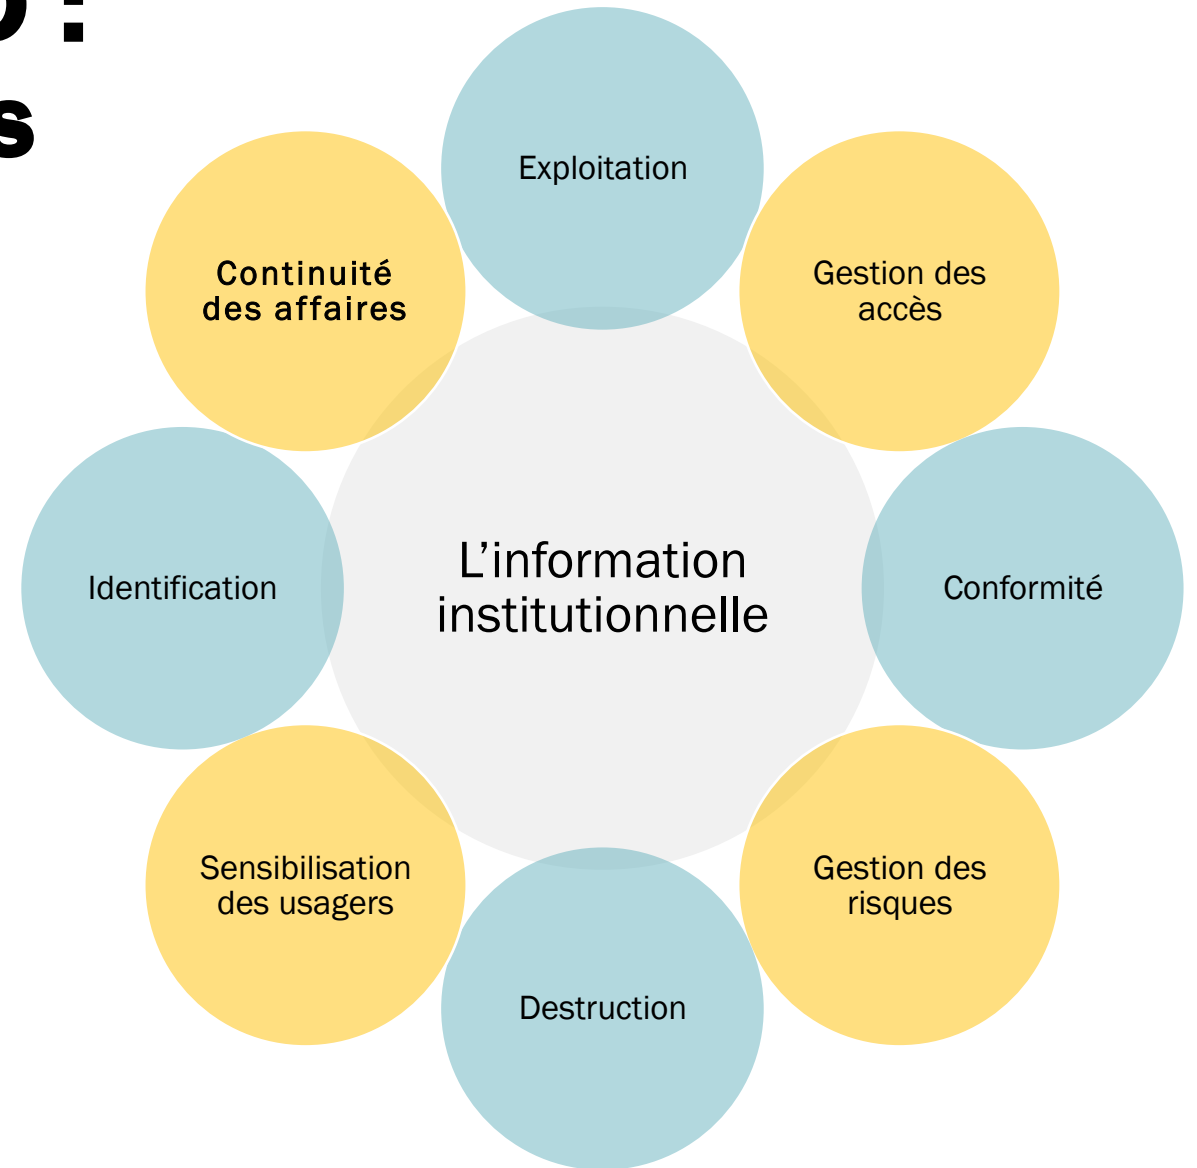 Exploitation
Continuité
des affaires
Gestion des
accès
Identification
L’information
institutionnelle
Conformité
Sensibilisation
des usagers
Gestion des
risques
Destruction